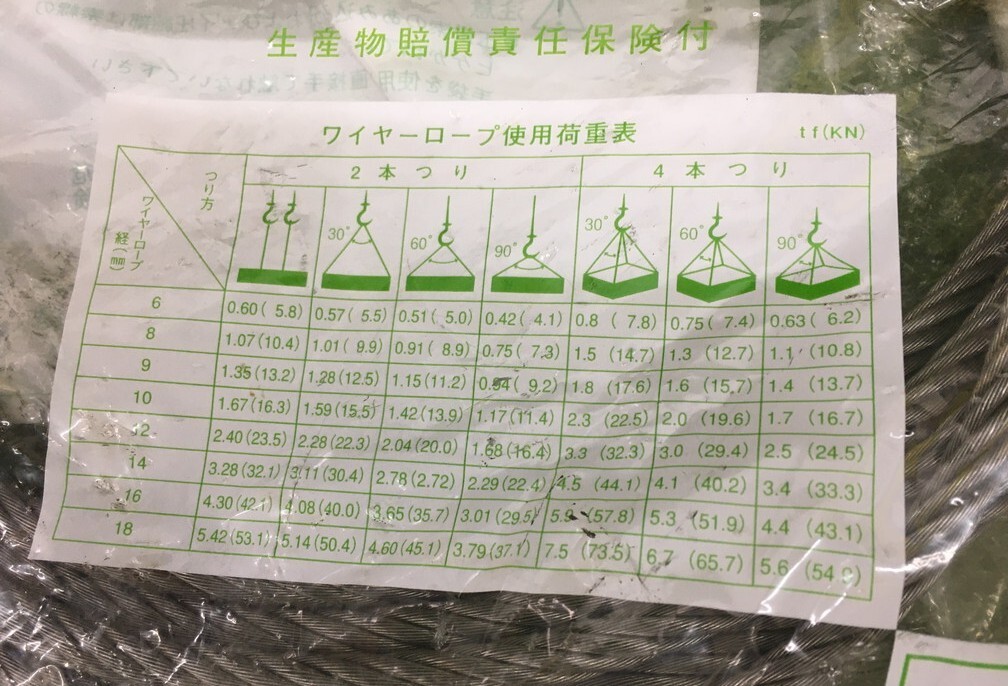 生産物賠償責任保険付
ワイヤーロープ使用荷重表 tf(KN)
つり方 ワイヤーロープ経(㎜) 2本つり 4本つり
30° 60° 90° 30° 60° 90°
6 0.60( 5.8) 0.57( 5.5) 0.51( 5.0) 0.42( 4.1) 0.8 ( 7.8) 0.75( 7.4) 0.63( 6.2)
8 1.07(10.4) 1.01( 9.9) 0.91( 8.9) 0.75( 7.3) 1.5 (14.7) 1.3 (12.7) 1.1 (10.8)
9 1.35(13.2) 1.28(12.5) 1.15(11.2) 0.94( 9.2) 1.8 (17.6) 1.6 (15.7) 1.4 (13.7)
10 1.67(16.3) 1.59(15.5) 1.42(13.9) 1.17(11.4) 2.3 (22.5) 2.0 (19.6) 1.7 (16.7)
12 2.40(23.5) 2.28(22.3) 2.04(20.0) 1.68(16.4) 3.3 (32.3) 3.0 (29.4) 2.5 (24.5)
14 3.28(32.1) 3.11(30.4) 2.78(2.72) 2.29(22.4) 4.5 (44.1) 4.1 (40.2) 3.4 (33.3)
16 4.30(42.1) 4.08(40.0) 3.65(35.7) 3.01(29.5) (57.8) 5.3 (51.9) 4.4 (43.1)
18 5.42(53.1) 5.14(50.4) 4.60(45.1) 3.79(37.1) 7.5 (73.5) 6.7 (65.7) 5.6